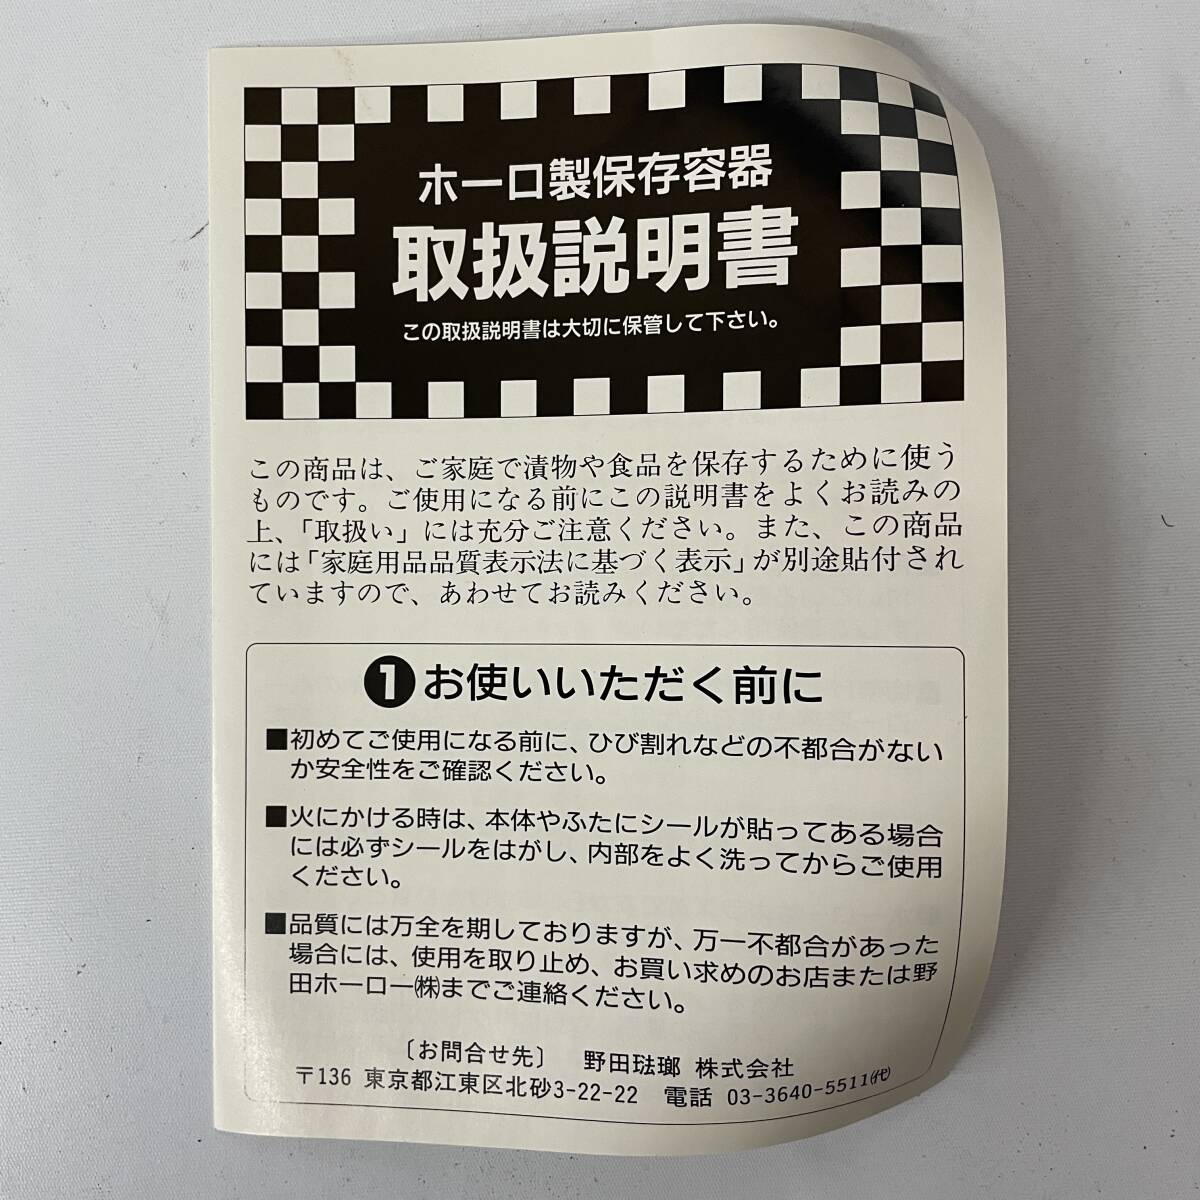 ホーロ製保存容器
取扱説明書
この取扱説明書は大切に保管して下さい。
この商品は、ご家庭で漬物や食品を保存するために使う
ものです。ご使用になる前にこの説明書をよくお読みの
上、「取扱い」には充分ご注意ください。また、この商品
には「家庭用品品質表示法に基づく表示」が別途貼付され
ていますので、あわせてお読みください。
❶お使いいただく前に
■初めてご使用になる前に、ひび割れなどの不都合がない
か安全性をご確認ください。
■火にかける時は、本体やふたにシールが貼ってある場合
には必ずシールをはがし、内部をよく洗ってからご使用
ください。
■品質には万全を期しておりますが、万一不都合があった
場合には、使用を取り止め、お買い求めのお店または野
田ホーロー㈱までご連絡ください。
〔お問合せ先〕 野田琺瑯 株式会社
〒136 東京都江東区北砂3-22-22 電話 03-3640-5511㈹